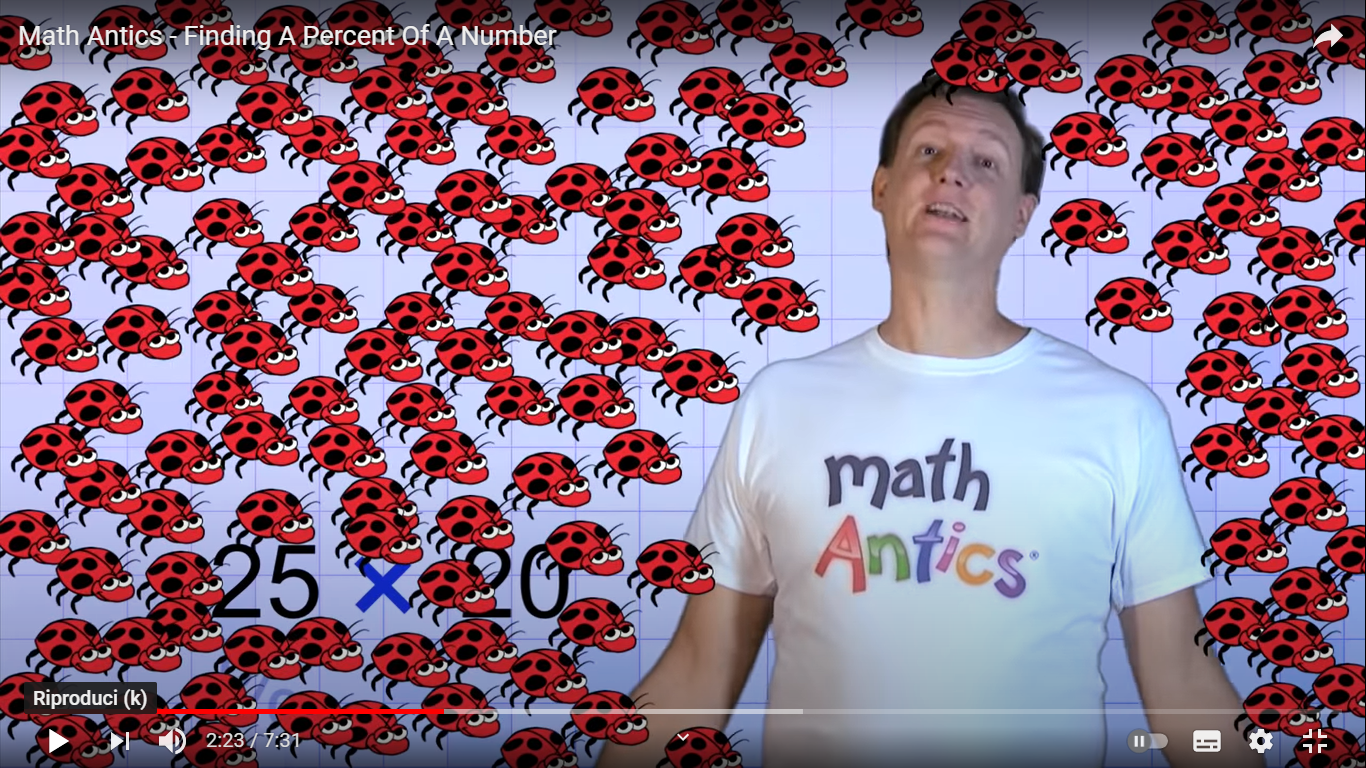 Math Antics - Finding A Percent Of A Number
math
Antics®
25 × 20
Riproduci (k)
2:23 / 7:31